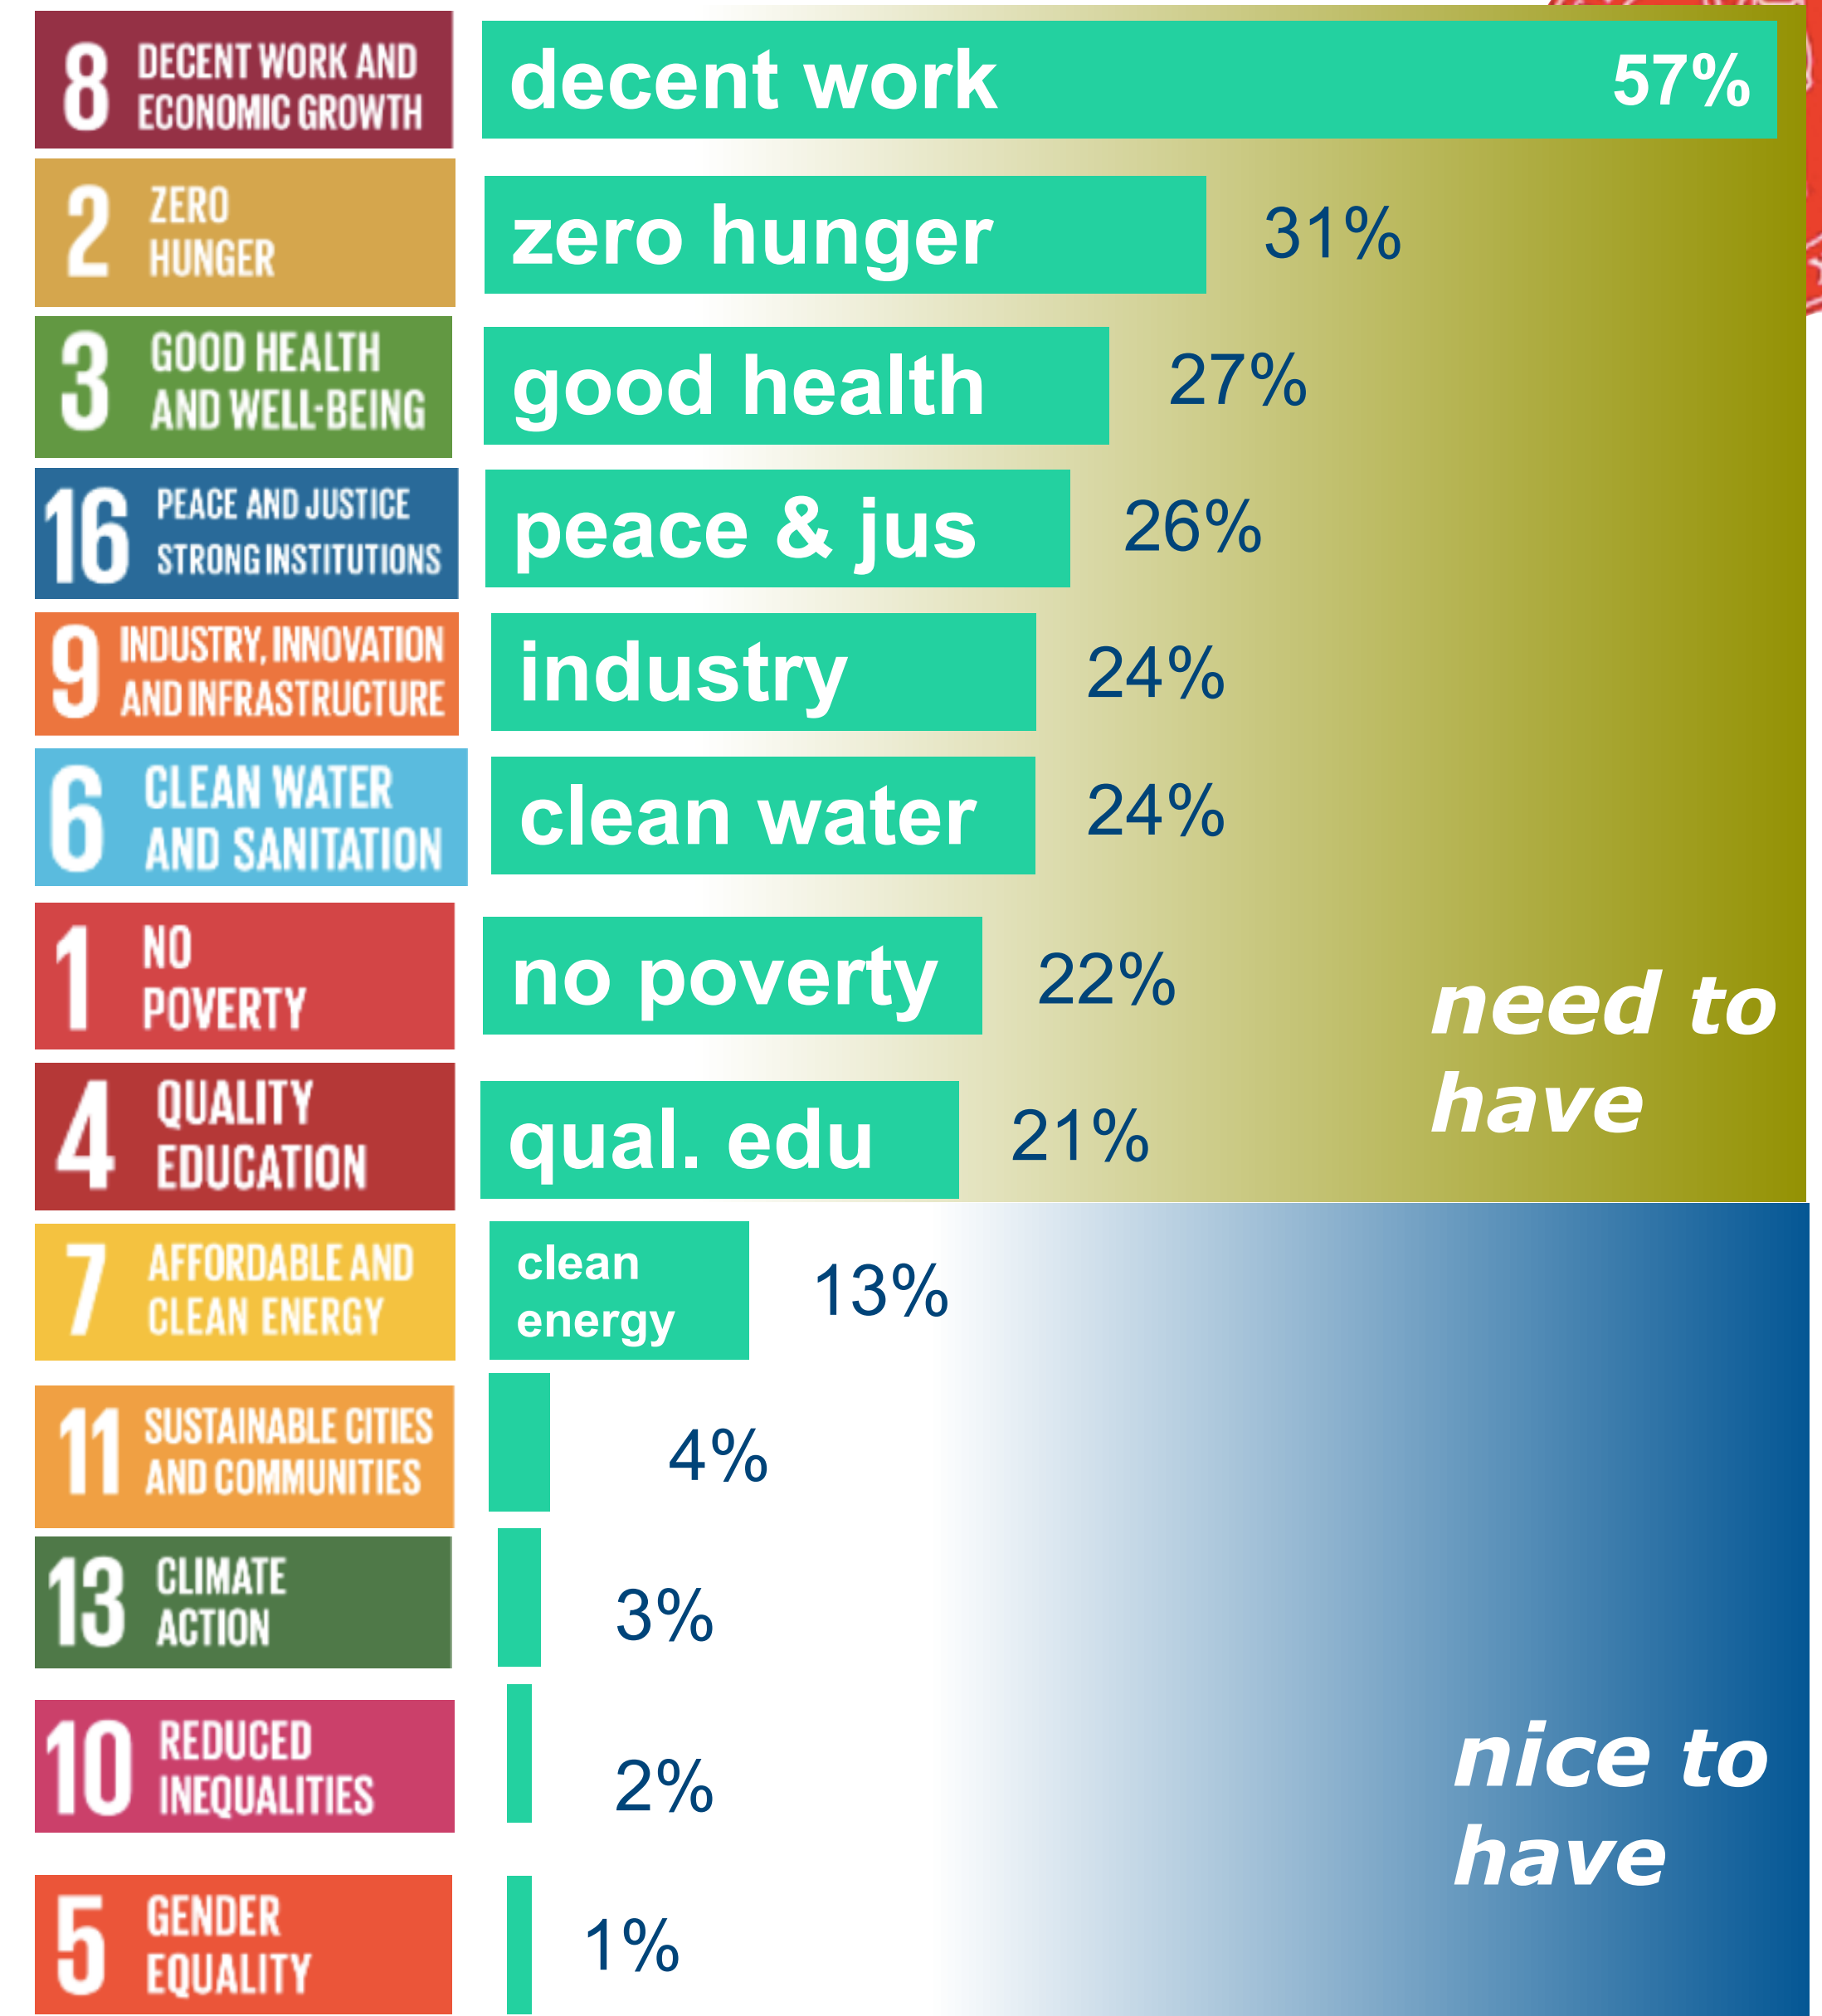 8 DECENT WORK AND
ECONOMIC GROWTH
decent work 57%
2 ZERO
HUNGER
zero hunger 31%
3 GOOD HEALTH
AND WELL-BEING
good health 27%
16 PEACE AND JUSTICE
STRONG INSTITUTIONS
peace & jus 26%
9 INDUSTRY, INNOVATION
AND INFRASTRUCTURE
industry 24%
6 CLEAN WATER
AND SANITATION
clean water 24%
1 NO
POVERTY
no poverty 22%
need to
have
4 QUALITY
EDUCATION
qual. edu 21%
7 AFFORDABLE AND
CLEAN ENERGY
clean
energy
13%
11 SUSTAINABLE CITIES
AND COMMUNITIES
4%
13 CLIMATE
ACTION
3%
10 REDUCED
INEQUALITIES
2%
nice to
have
5 GENDER
EQUALITY
1%